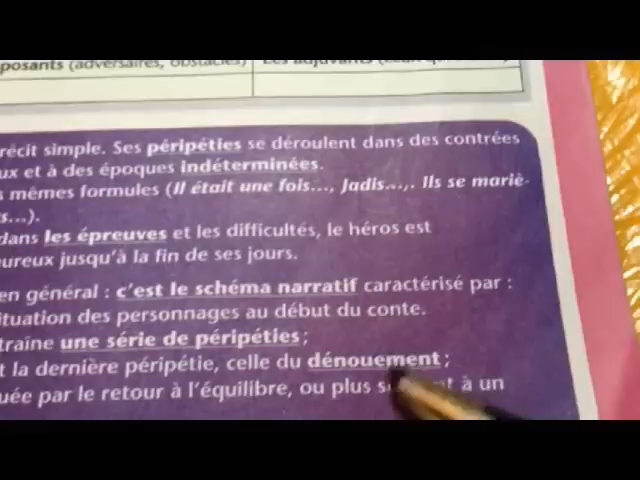 posants (adversaires, obstacles) Les adjuvants
récit simple. Ses péripéties se déroulent dans des contrées
ux et à des époques indéterminées.
s mêmes formules (Il était une fois..., Jadis...,. Ils se mariè-
s...).
dans les épreuves et les difficultés, le héros est
ureux jusqu'à la fin de ses jours.
en général : c'est le schéma narratif caractérisé par :
ituation des personnages au début du conte.
traine une série de péripéties ;
t la dernière péripétie, celle du dénouement ;
uée par le retour à l'équilibre, ou plus à un